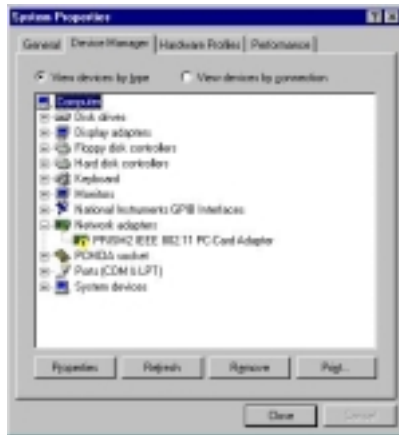 System Properties
General Device Manager Hardware Profiles Performance
View devices by type View devices by connection
Computer
Disk drives
Display adapters
Floppy disk controllers
Hard disk controllers
Keyboard
Monitors
National Instruments GPIB Interfaces
Network adapters
PRISM2 IEEE 802.11 PC Card Adapter
PCMCIA socket
Ports (COM & LPT)
System devices
Properties Refresh Remove Print...
Close Cancel